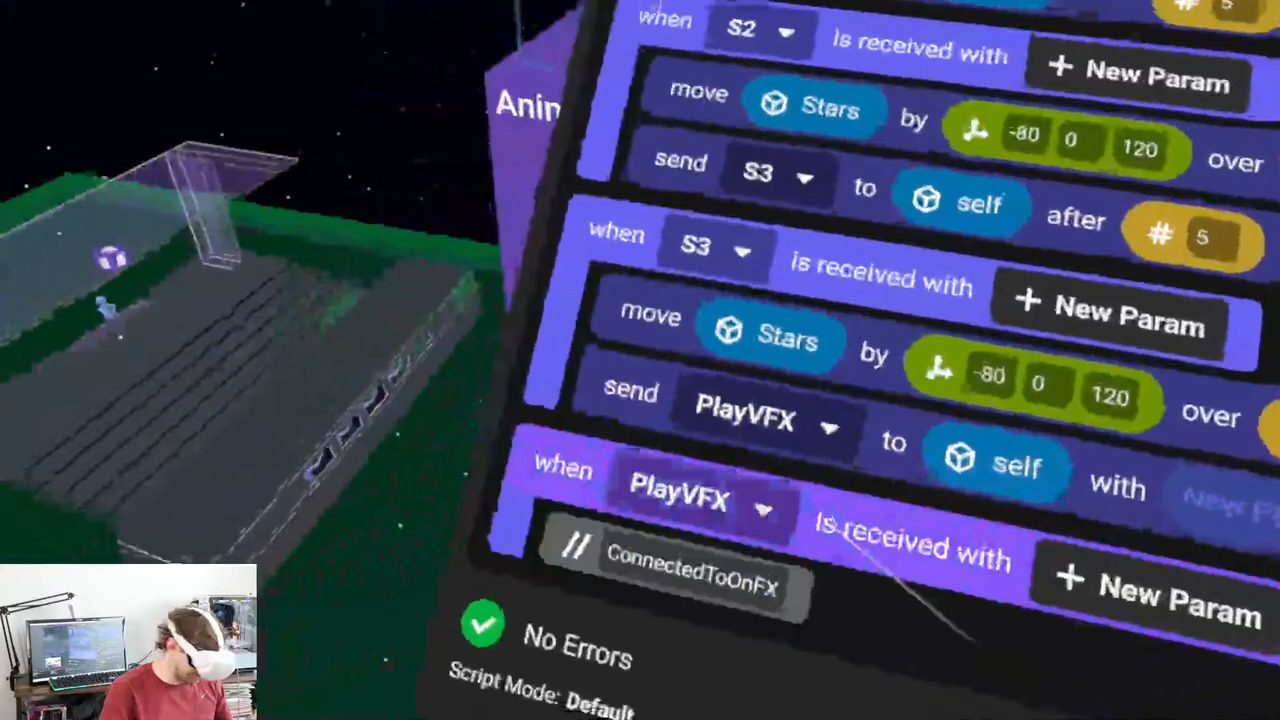 # 5
when S2 Is received with + New Param
move Stars by -80 0 120 over
send S3 to self after # 5
when S3 is received with + New Param
move Stars by -80 0 120 over
send PlayVFX to self with
when PlayVFX Is received with + New Param
// ConnectedToOnFX
No Errors
Script Mode: Default
Anim